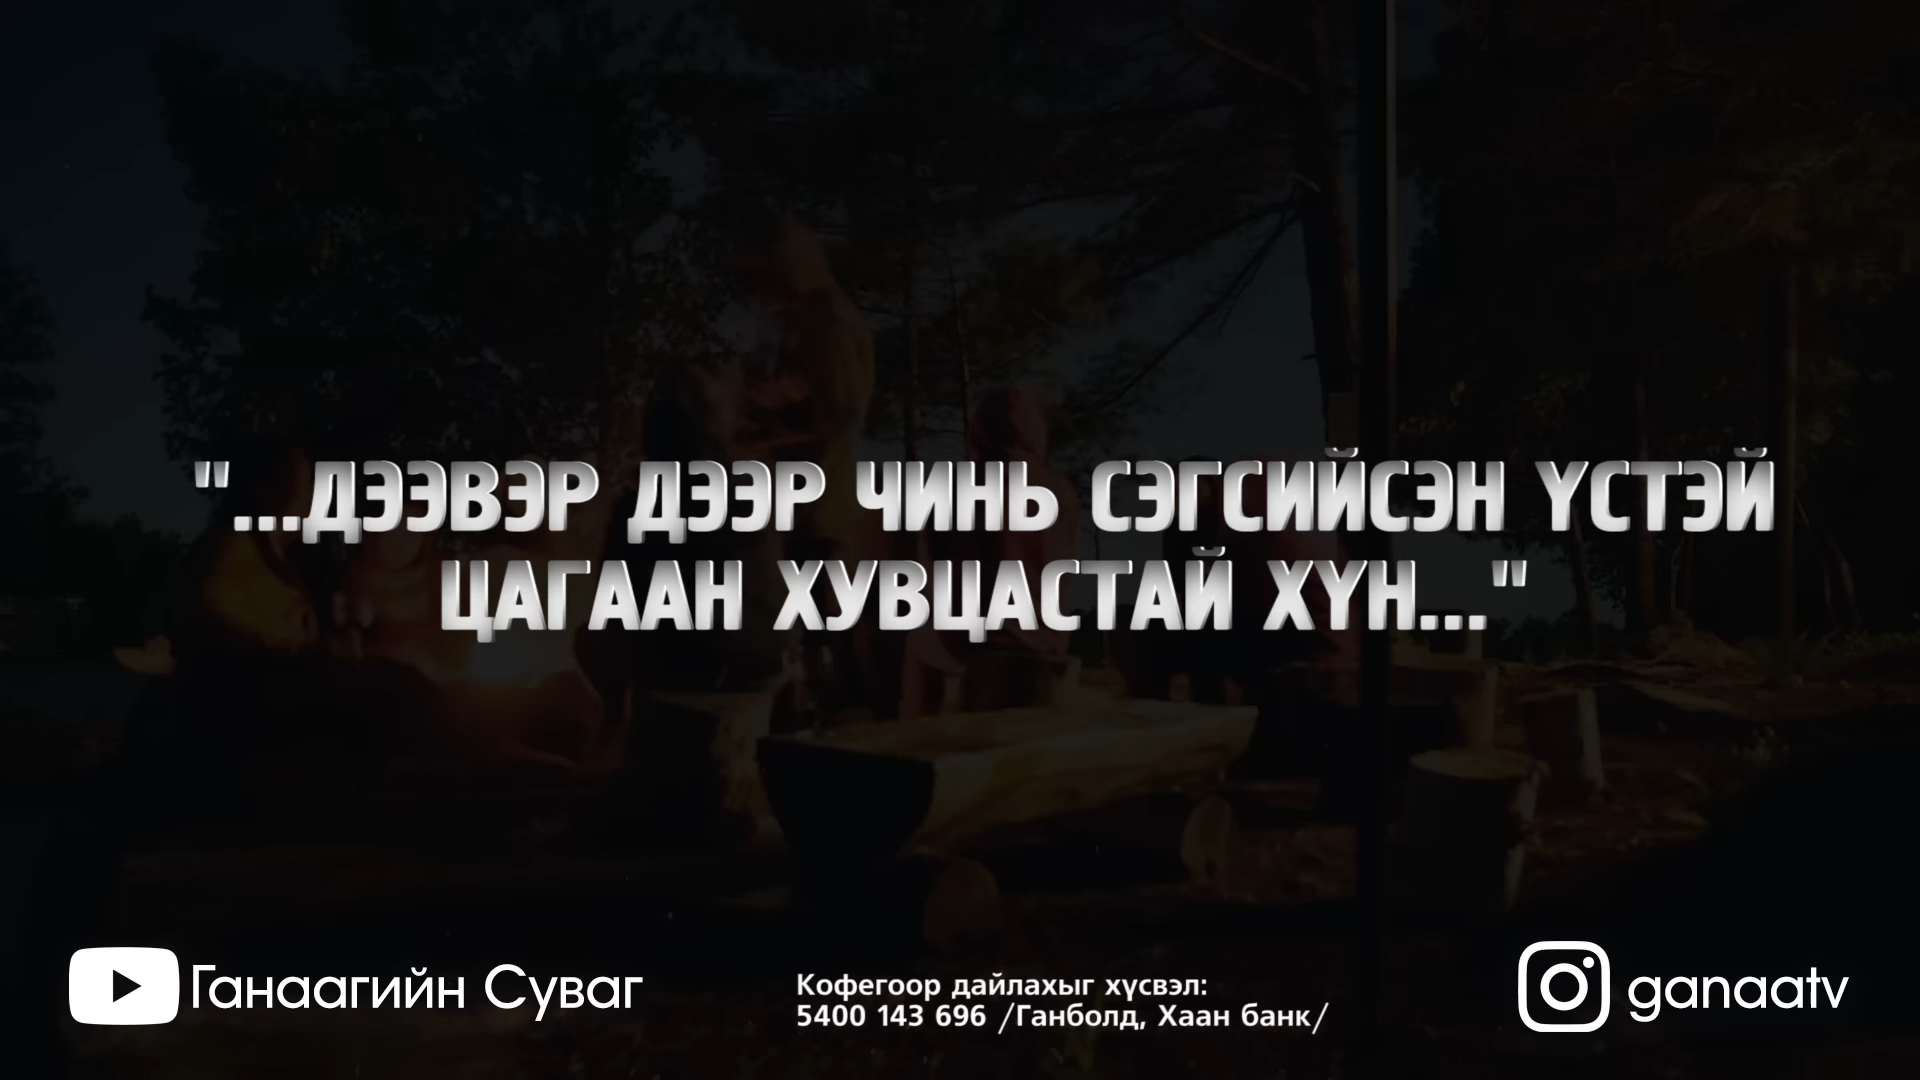 "...ДЭЭВЭР ДЭЭР ЧИНЬ СЭГСИЙСЭН ҮСТЭЙ
ЦАГААН ХУВЦАСТАЙ ХҮН..."
Ганаагийн Суваг
Кофегоор дайлахыг хүсвэл:
5400 143 696 /Ганболд, Хаан банк/
ganaatv